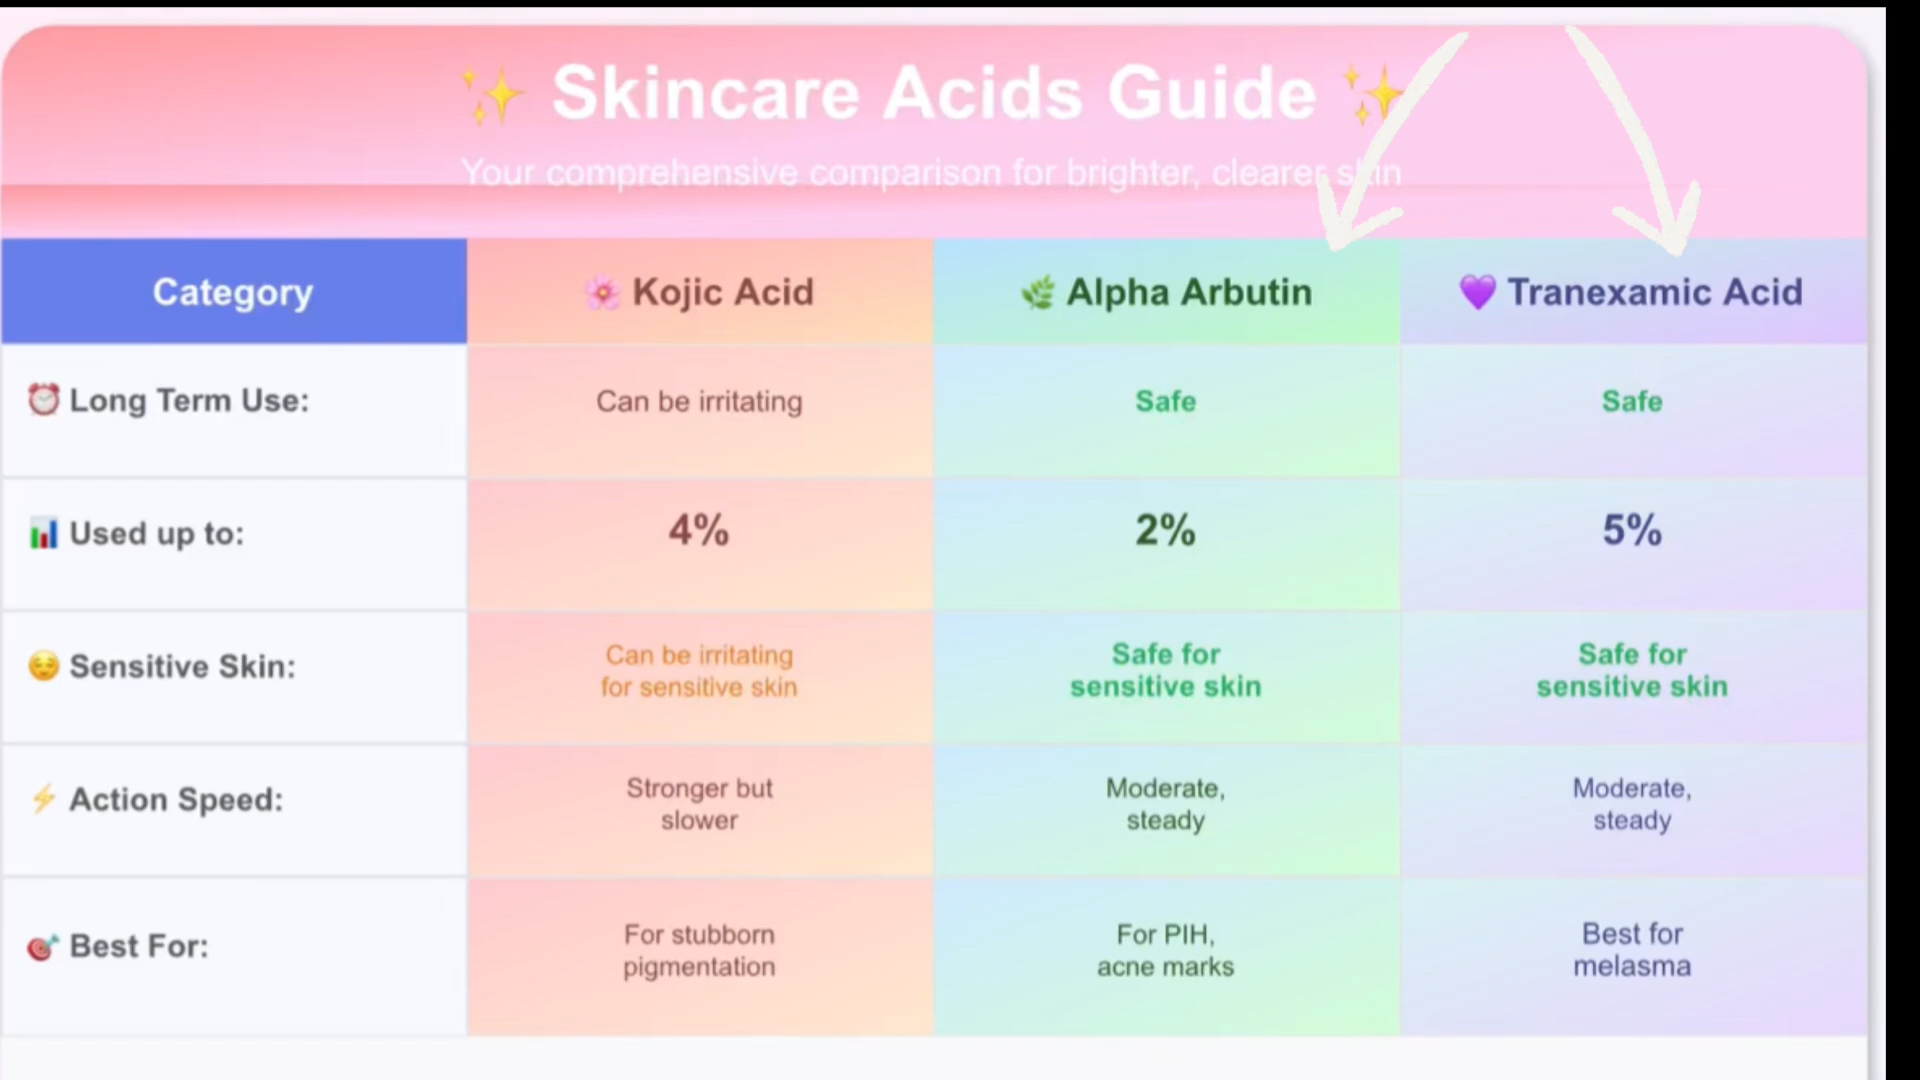 ✨ Skincare Acids Guide ✨
Your comprehensive comparison for brighter, clearer skin
Category
🌸 Kojic Acid
🌿 Alpha Arbutin
💜 Tranexamic Acid
⏰ Long Term Use:
Can be irritating
Safe
Safe
📊 Used up to:
4%
2%
5%
😔 Sensitive Skin:
Can be irritating
for sensitive skin
Safe for
sensitive skin
Safe for
sensitive skin
⚡ Action Speed:
Stronger but
slower
Moderate,
steady
Moderate,
steady
🎯 Best For:
For stubborn
pigmentation
For PIH,
acne marks
Best for
melasma